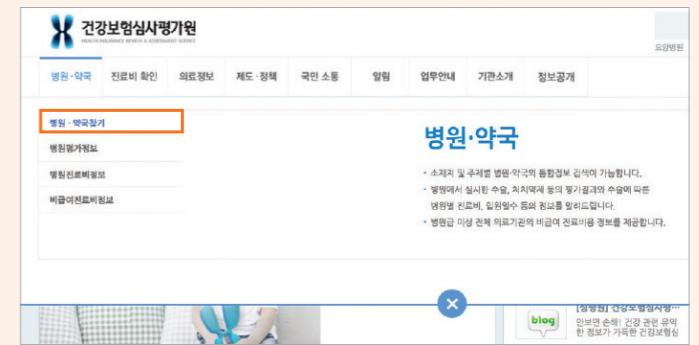 건강보험심사평가원
HEALTH INSURANCE REVIEW & ASSESSMENT SERVICE
요양병원
병원·약국 진료비 확인 의료정보 제도·정책 국민 소통 알림 업무안내 기관소개 정보공개
병원·약국찾기
병원평가정보
병원진료비정보
비급여진료비정보
병원·약국
• 소재지 및 주제별 병원·약국의 통합정보 검색이 가능합니다.
• 병원에서 실시한 수술, 처치약제 등의 평가결과와 수술에 따른
병원별 진료비, 입원일수 등의 정보를 알려드립니다.
• 병원급 이상 전체 의료기관의 비급여 진료비용 정보를 제공합니다.
blog
안보면 손해! 건강 관련 유익
한 정보가 가득한 건강보험심